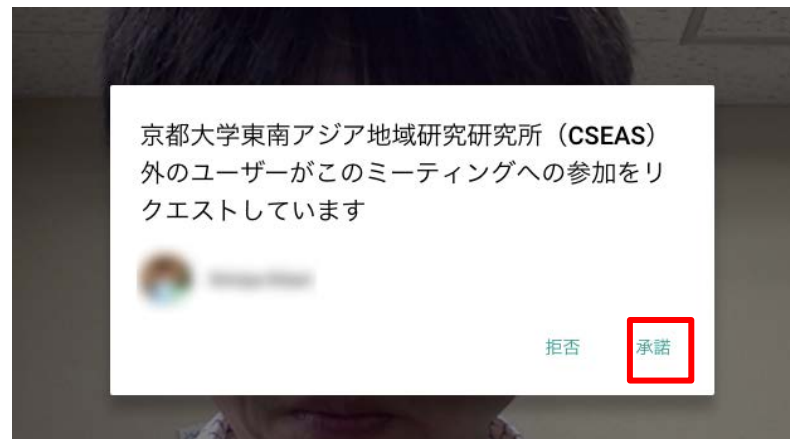 京都大学東南アジア地域研究研究所（CSEAS）
外のユーザーがこのミーティングへの参加をリ
クエストしています
拒否 承諾